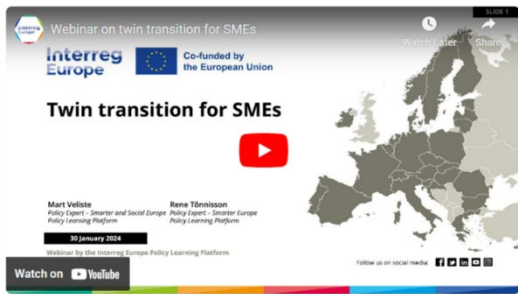 SLIDE 1
Webinar on twin transition for SMEs
Watch Later
Share
Interreg
Europe
Co-funded by
the European Union
Twin transition for SMEs
Mart Veliste
Policy Expert – Smarter and Social Europe
Policy Learning Platform
Rene Tõnnisson
Policy Expert – Smarter Europe
Policy Learning Platform
30 January 2024
Webinar by the Interreg Europe Policy Learning Platform
Follow us on social media:
Watch on YouTube